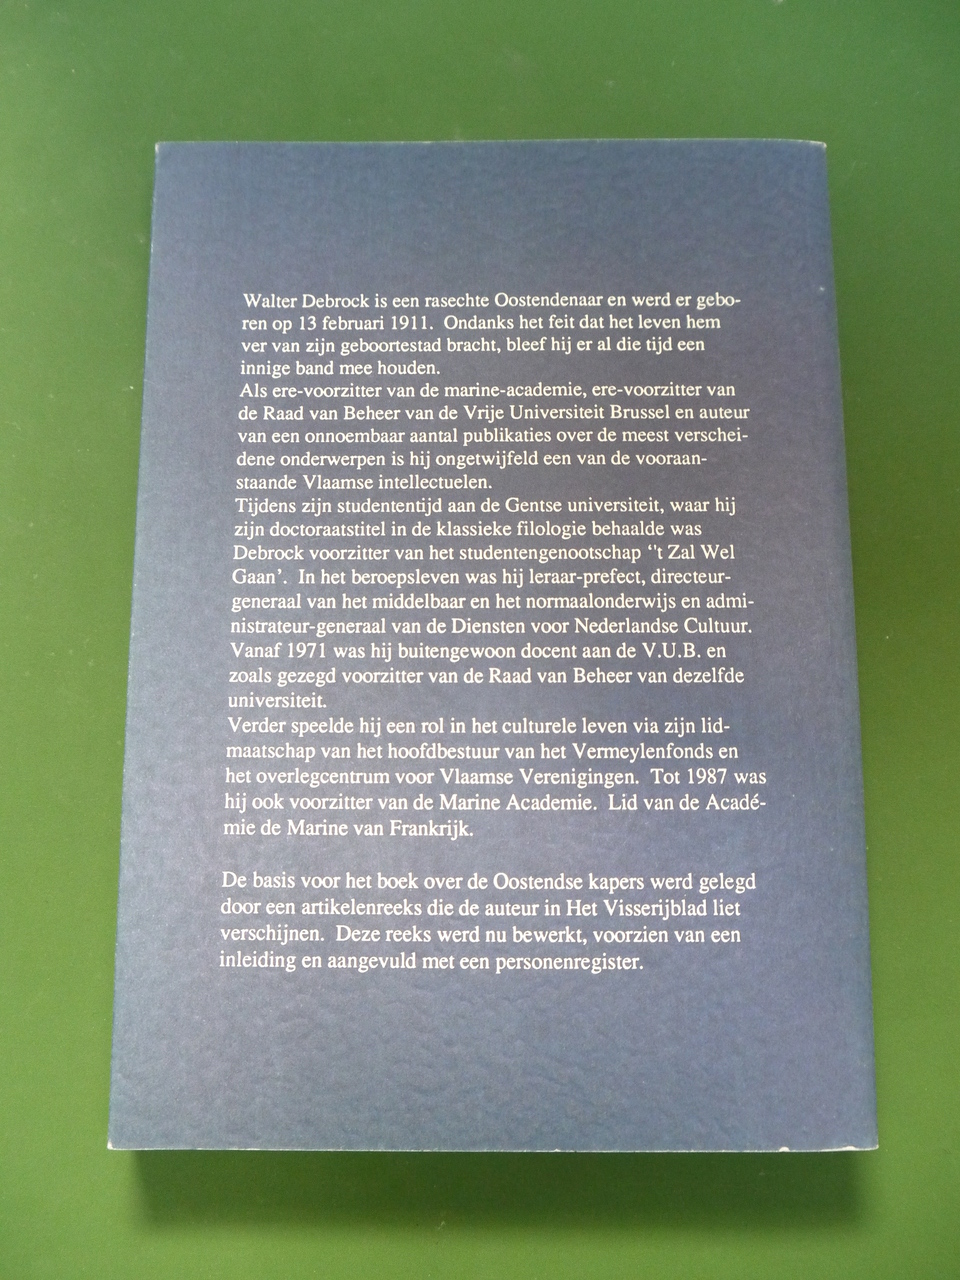 Walter Debrock is een rasechte Oostendenaar en werd er gebo-
ren op 13 februari 1911. Ondanks het feit dat het leven hem
ver van zijn geboortestad bracht, bleef hij er al die tijd een
innige band mee houden.
Als ere-voorzitter van de marine-academie, ere-voorzitter van
de Raad van Beheer van de Vrije Universiteit Brussel en auteur
van een onnoembaar aantal publikaties over de meest verschei-
dene onderwerpen is hij ongetwijfeld een van de vooraan-
staande Vlaamse intellectuelen.
Tijdens zijn studententijd aan de Gentse universiteit, waar hij
zijn doctoraatstitel in de klassieke filologie behaalde was
Debrock voorzitter van het studentengenootschap ‘'t Zal Wel
Gaan’. In het beroepsleven was hij leraar-prefect, directeur-
generaal van het middelbaar en het normaalonderwijs en admi-
nistrateur-generaal van de Diensten voor Nederlandse Cultuur.
Vanaf 1971 was hij buitengewoon docent aan de V.U.B. en
zoals gezegd voorzitter van de Raad van Beheer van dezelfde
universiteit.
Verder speelde hij een rol in het culturele leven via zijn lid-
maatschap van het hoofdbestuur van het Vermeylenfonds en
het overlegcentrum voor Vlaamse Verenigingen. Tot 1987 was
hij ook voorzitter van de Marine Academie. Lid van de Acadé-
mie de Marine van Frankrijk.
De basis voor het boek over de Oostendse kapers werd gelegd
door een artikelenreeks die de auteur in Het Visserijblad liet
verschijnen. Deze reeks werd nu bewerkt, voorzien van een
inleiding en aangevuld met een personenregister.